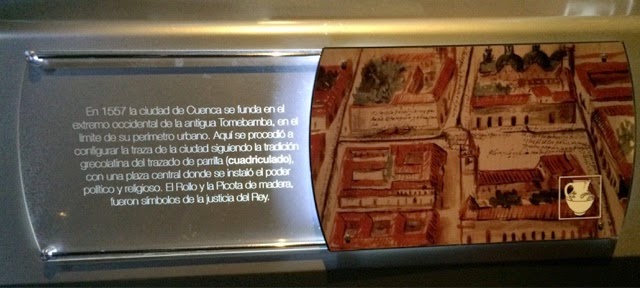 En 1557 la ciudad de Cuenca se funda en el
extremo occidental de la antigua Tomebamba, en el
límite de su perímetro urbano. Aquí se procedió a
configurar la traza de la ciudad siguiendo la tradición
grecolatina del trazado de parrilla (cuadriculado),
con una plaza central donde se instaló el poder
político y religioso. El Rollo y la Picota de madera,
fueron símbolos de la justicia del Rey.